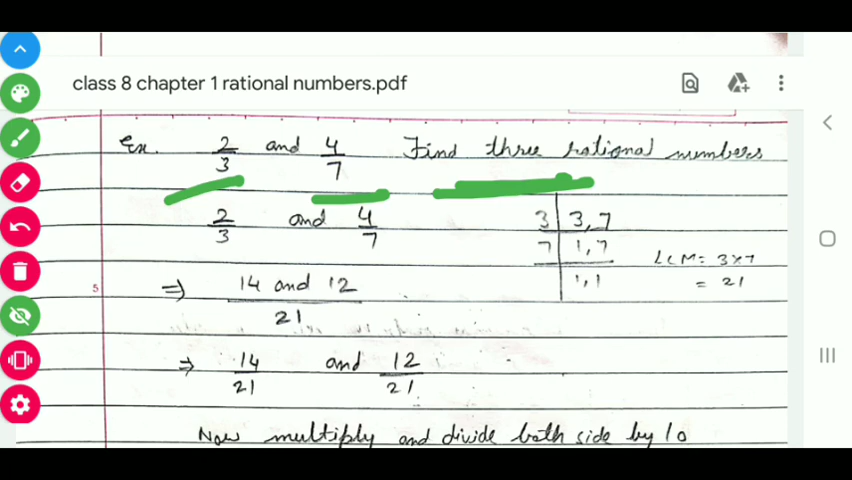 class 8 chapter 1 rational numbers.pdf
Ex. 2/3 and 4/7 Find three rational numbers
2/3 and 4/7
3 | 3, 7
7 | 1, 7
| 1, 1
LCM = 3×7
= 21
⇒ 14 and 12 / 21
⇒ 14/21 and 12/21
Now multiply and divide both side by 10
5